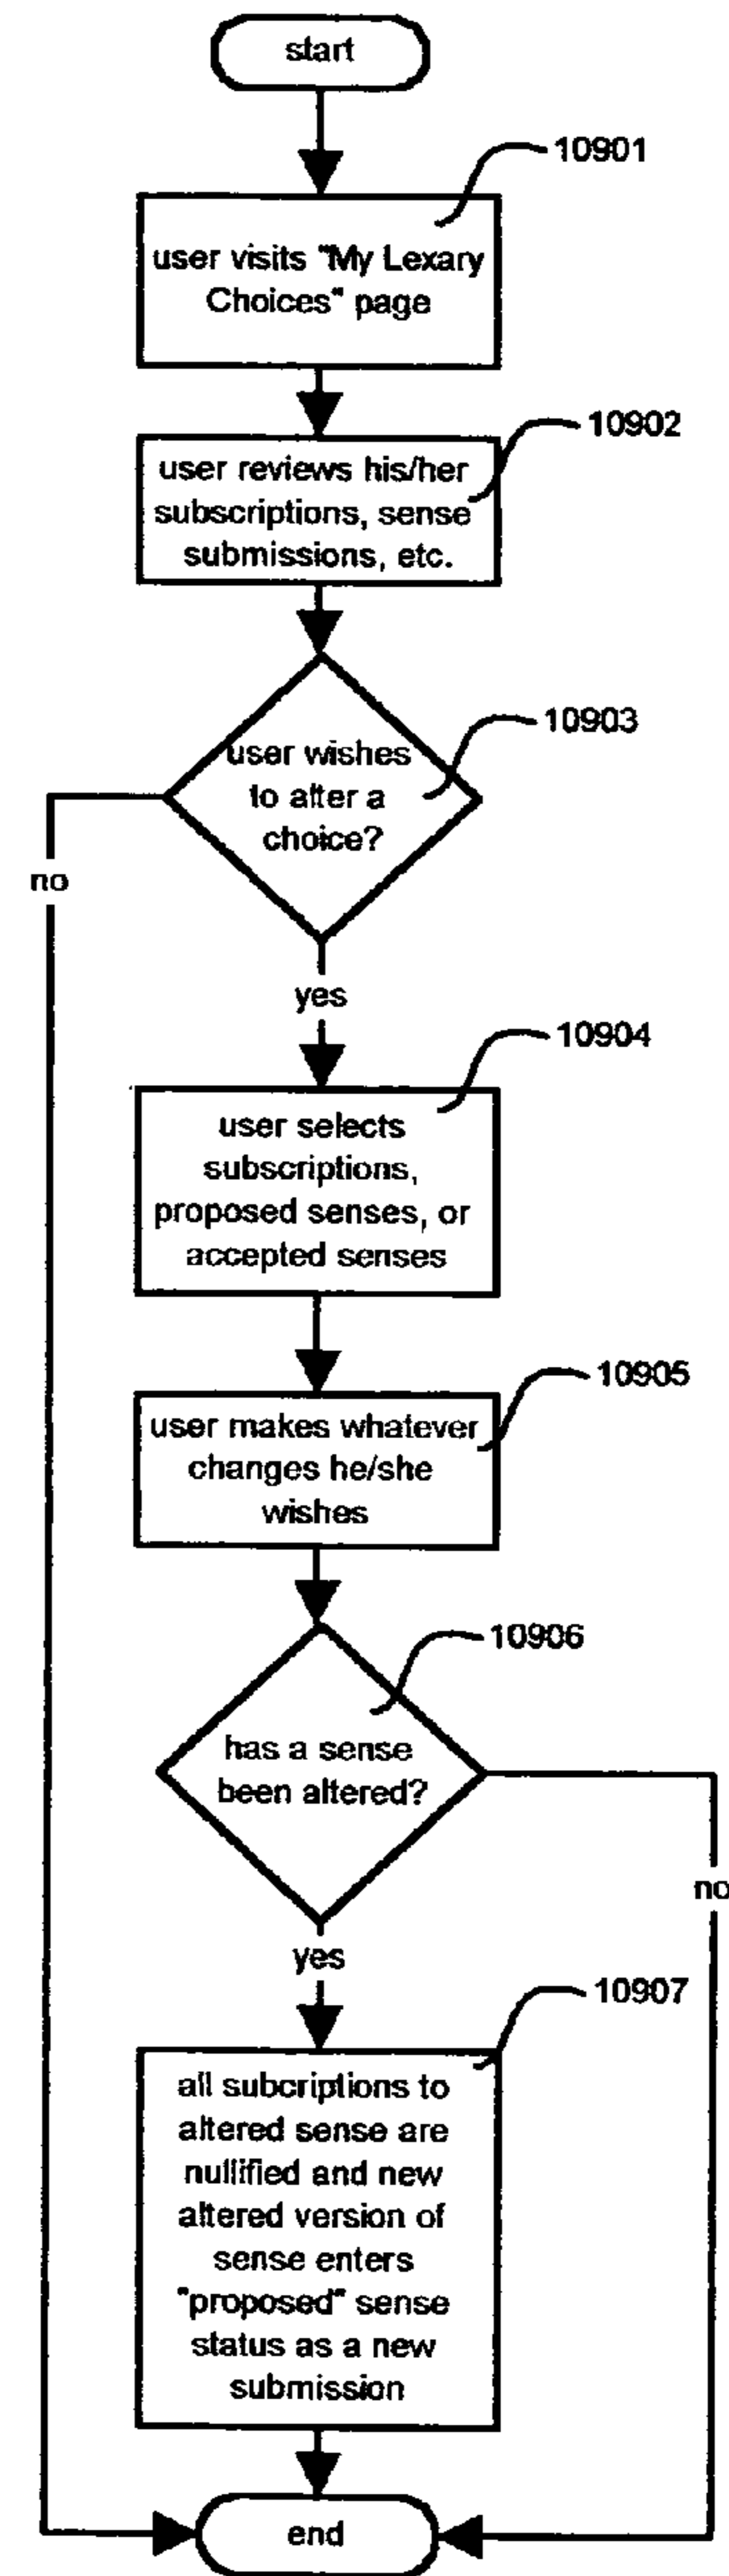 start
10901
user visits "My Lexary
Choices" page
10902
user reviews his/her
subscriptions, sense
submissions, etc.
10903
user wishes
to alter a
choice?
no
yes
10904
user selects
subscriptions,
proposed senses, or
accepted senses
10905
user makes whatever
changes he/she
wishes
10906
has a sense
been altered?
no
yes
10907
all subcriptions to
altered sense are
nullified and new
altered version of
sense enters
"proposed" sense
status as a new
submission
end